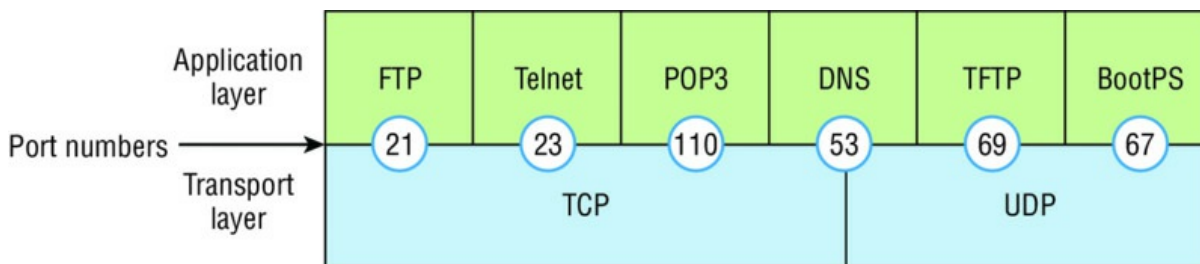 Application
layer
FTP Telnet POP3 DNS TFTP BootPS
Port numbers
21 23 110 53 69 67
Transport
layer
TCP UDP